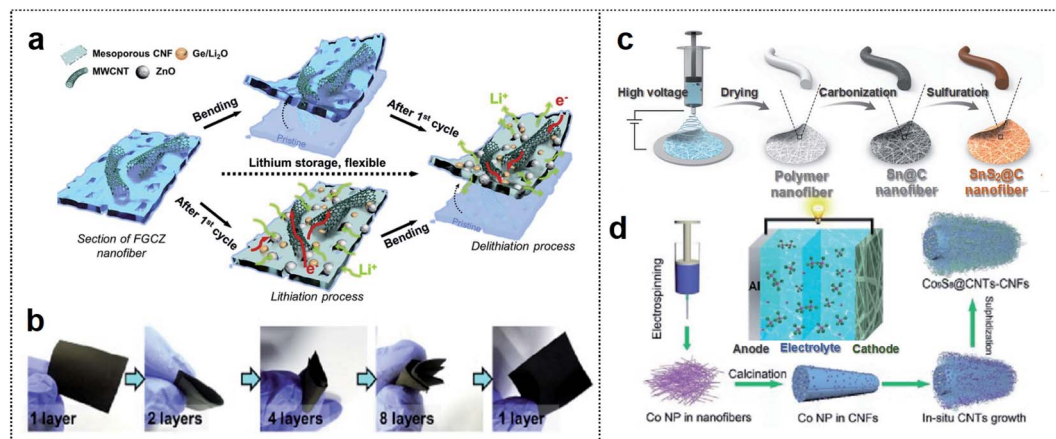 a
Mesoporous CNF
Ge/Li₂O
MWCNT
ZnO
Bending
Pristine
After 1st cycle
Li⁺
e⁻
Lithium storage, flexible
Pristine
Section of FGCZ
nanofiber
After 1st cycle
e⁻
Li⁺
Lithiation process
Bending
Delithiation process
b
1 layer
2 layers
4 layers
8 layers
1 layer
c
High voltage
Drying
Carbonization
Sulfuration
Polymer
nanofiber
Sn@C
nanofiber
SnS₂@C
nanofiber
d
Electrospinning
Al
Anode
Electrolyte
Cathode
Co₉S₈@CNTs-CNFs
Sulphidization
Calcination
Co NP in nanofibers
Co NP in CNFs
In-situ CNTs growth